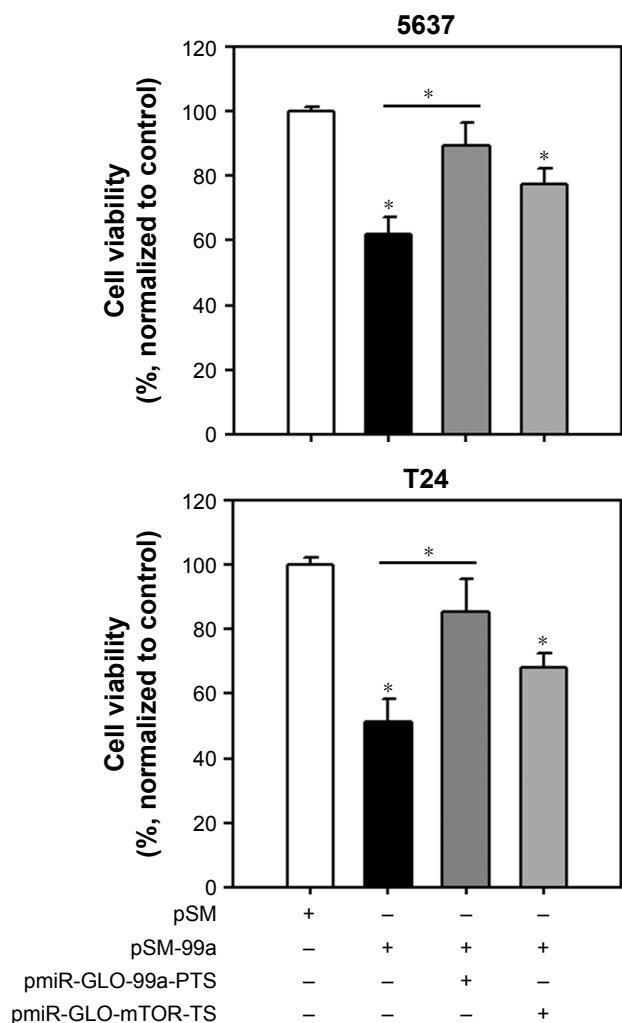 5637
Cell viability
(%, normalized to control)
120
100
80
60
40
20
0
*
*
*
T24
Cell viability
(%, normalized to control)
120
100
80
60
40
20
0
*
*
*
pSM + – – –
pSM-99a – + + +
pmiR-GLO-99a-PTS – – + –
pmiR-GLO-mTOR-TS – – – +